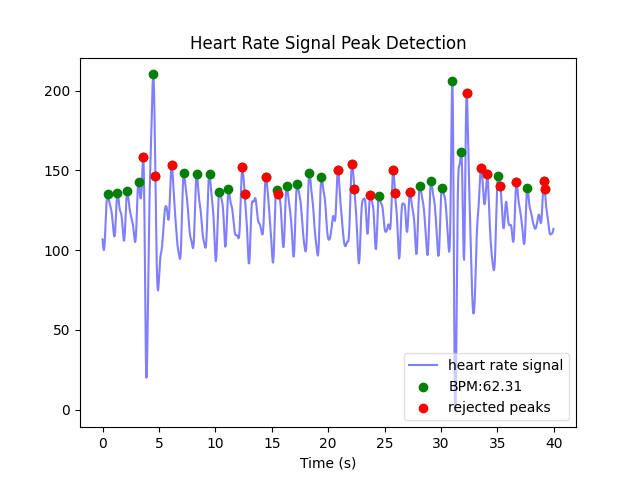 Heart Rate Signal Peak Detection
200
150
100
50
0
heart rate signal
BPM:62.31
rejected peaks
0 5 10 15 20 25 30 35 40
Time (s)